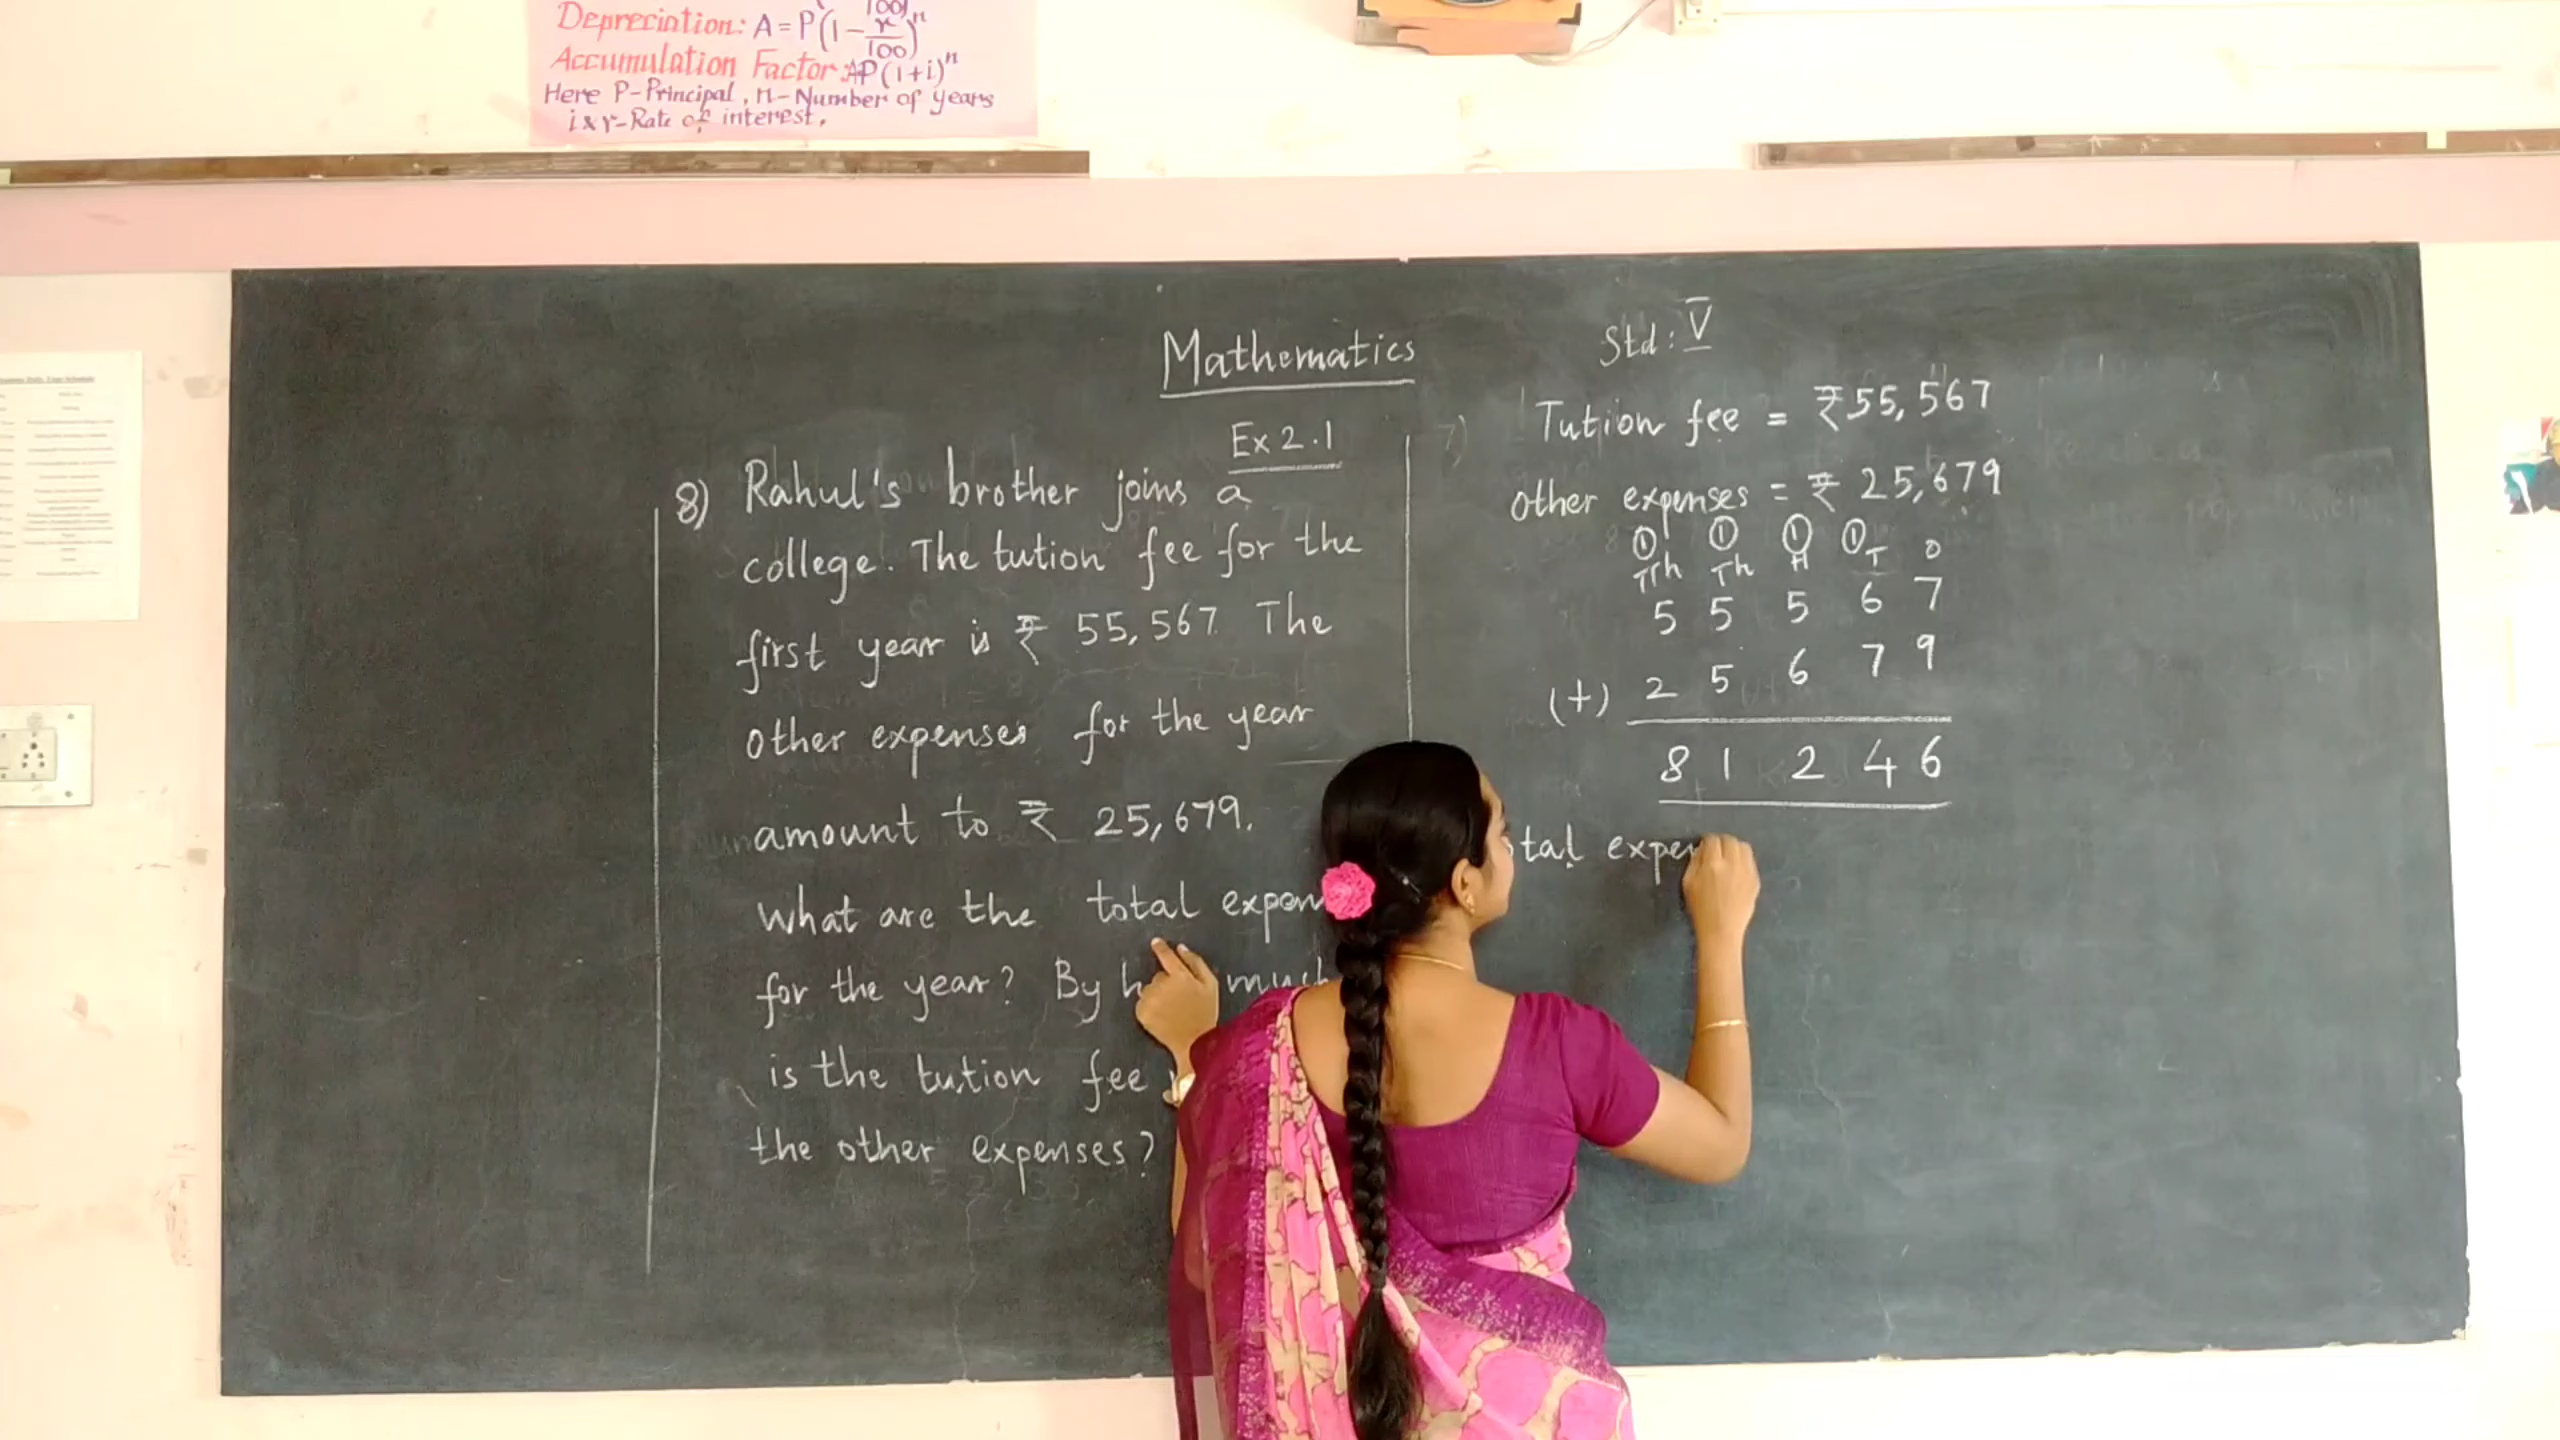 Depreciation: A = P(1 - r/100)^n
Accumulation Factor: AP(1+i)^n
Here P-Principal, n-Number of years
i & r-Rate of interest.
Mathematics
Std: V
Ex 2.1
8) Rahul's brother joins a
college. The tution fee for the
first year is ₹ 55,567. The
other expenses for the year
amount to ₹ 25,679.
What are the total expen
for the year? By much
is the tution fee
the other expenses?
7)
Tution fee = ₹55,567
other expenses = ₹ 25,679
1 1 1 1
TTh Th H T O
5 5 5 6 7
(+) 2 5 6 7 9
8 1 2 4 6
tal expen